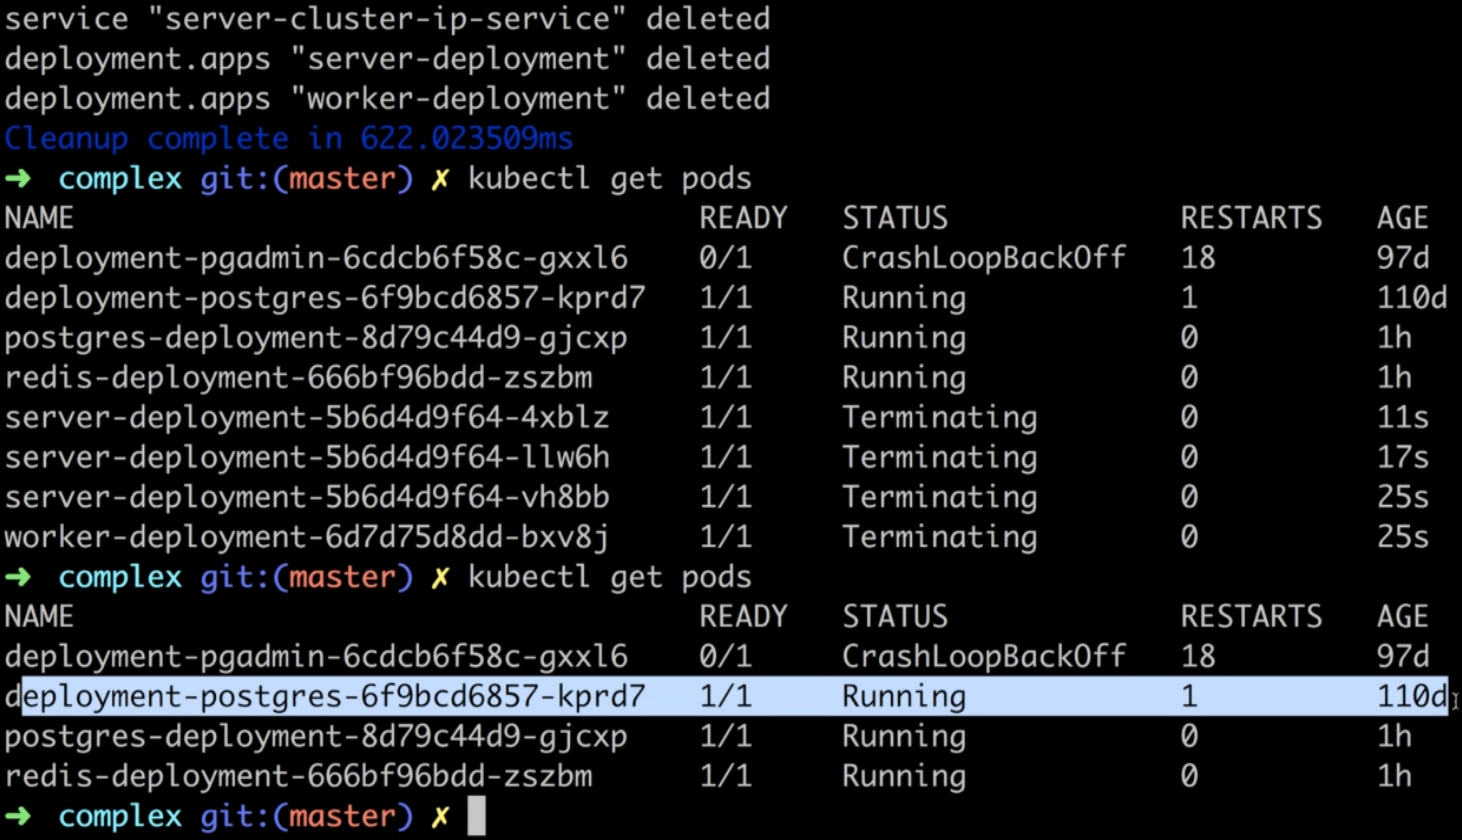 service "server-cluster-ip-service" deleted
deployment.apps "server-deployment" deleted
deployment.apps "worker-deployment" deleted
Cleanup complete in 622.023509ms
➜  complex git:(master) ✗ kubectl get pods
NAME READY STATUS RESTARTS AGE
deployment-pgadmin-6cdcb6f58c-gxxl6 0/1 CrashLoopBackOff 18 97d
deployment-postgres-6f9bcd6857-kprd7 1/1 Running 1 110d
postgres-deployment-8d79c44d9-gjcxp 1/1 Running 0 1h
redis-deployment-666bf96bdd-zszbm 1/1 Running 0 1h
server-deployment-5b6d4d9f64-4xblz 1/1 Terminating 0 11s
server-deployment-5b6d4d9f64-llw6h 1/1 Terminating 0 17s
server-deployment-5b6d4d9f64-vh8bb 1/1 Terminating 0 25s
worker-deployment-6d7d75d8dd-bxv8j 1/1 Terminating 0 25s
➜  complex git:(master) ✗ kubectl get pods
NAME READY STATUS RESTARTS AGE
deployment-pgadmin-6cdcb6f58c-gxxl6 0/1 CrashLoopBackOff 18 97d
deployment-postgres-6f9bcd6857-kprd7 1/1 Running 1 110d
postgres-deployment-8d79c44d9-gjcxp 1/1 Running 0 1h
redis-deployment-666bf96bdd-zszbm 1/1 Running 0 1h
➜  complex git:(master) ✗